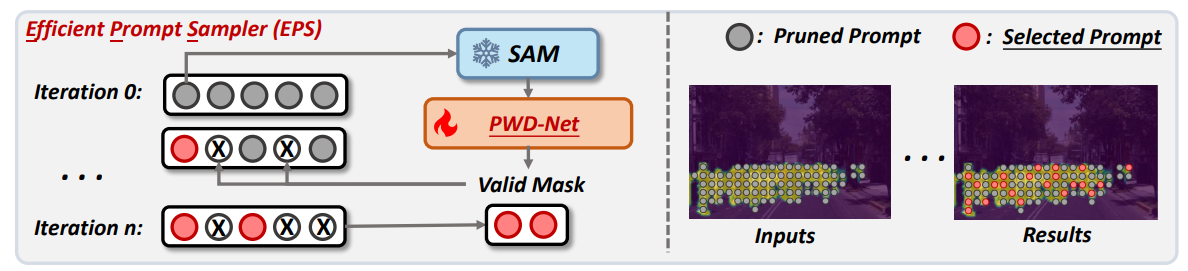 Efficient Prompt Sampler (EPS)
SAM
: Pruned Prompt
: Selected Prompt
Iteration 0:
PWD-Net
X X
. . .
Valid Mask
. . .
Iteration n:
X X X
Inputs
Results